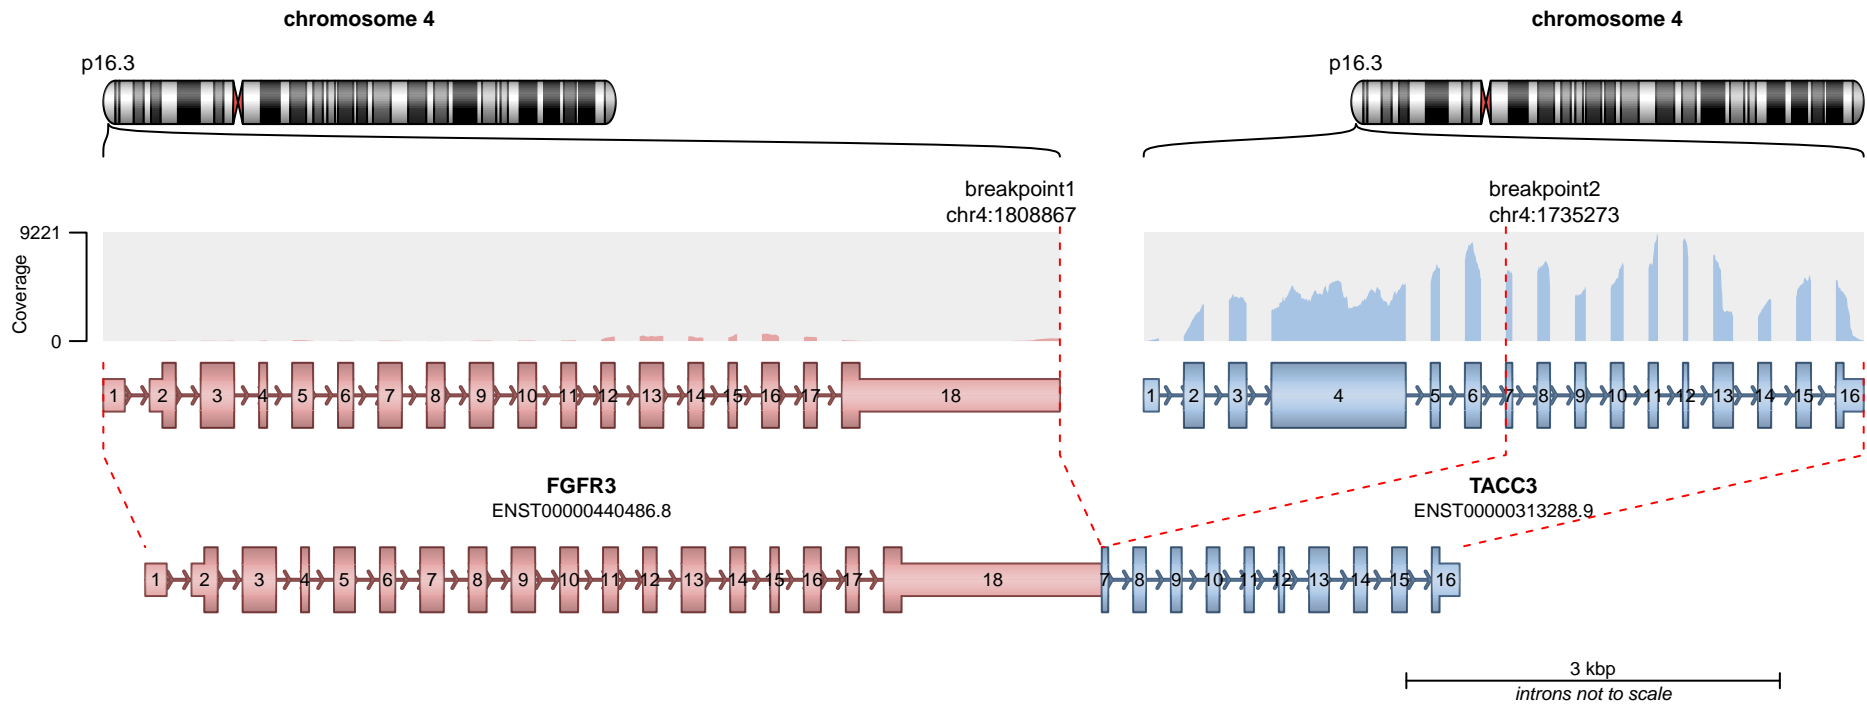 chromosome 4
chromosome 4
p16.3
p16.3
breakpoint1
chr4:1808867
breakpoint2
chr4:1735273
9221
Coverage
0
1 2 3 4 5 6 7 8 9 10 11 12 13 14 15 16 17 18
1 2 3 4 5 6 7 8 9 10 11 12 13 14 15 16
FGFR3
ENST00000440486.8
TACC3
ENST00000313288.9
1 2 3 4 5 6 7 8 9 10 11 12 13 14 15 16 17 18 7 8 9 10 11 12 13 14 15 16
3 kbp
introns not to scale